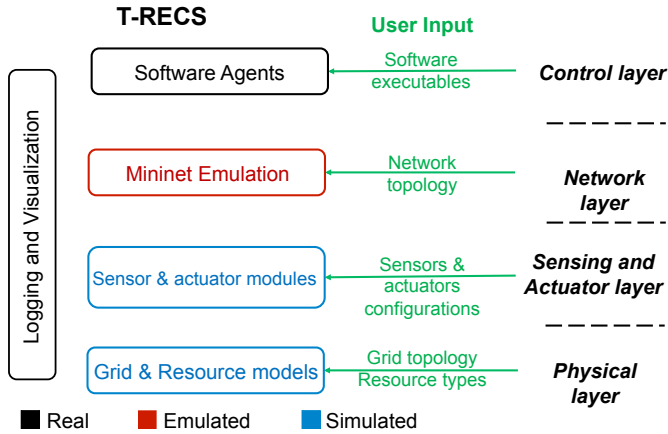 T-RECS
User Input
Software Agents
Software
executables
Control layer
Mininet Emulation
Network
topology
Network
layer
Sensor & actuator modules
Sensors &
actuators
configurations
Sensing and
Actuator layer
Grid & Resource models
Grid topology
Resource types
Physical
layer
Logging and Visualization
Real
Emulated
Simulated